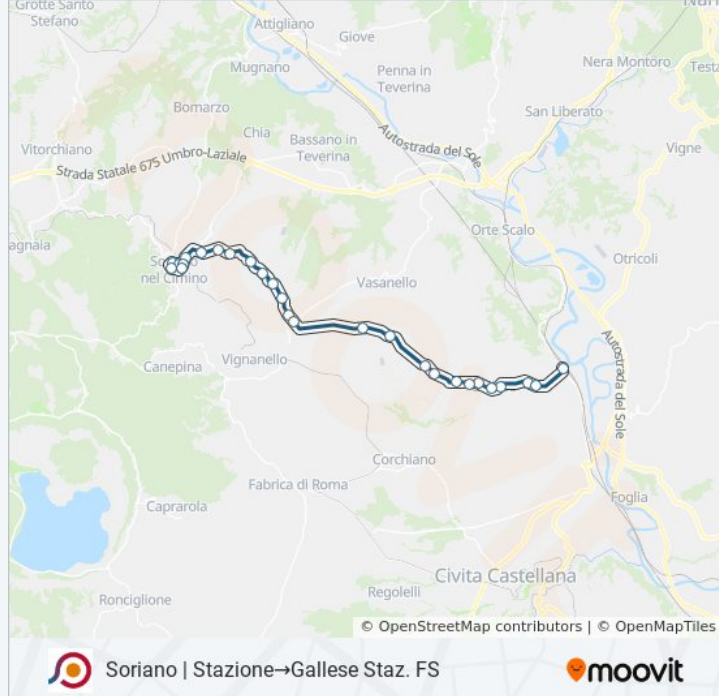 Grotte Santo
Stefano
Attigliano
Giove
Mugnano
Penna in
Teverina
Nera Montoro
Bomarzo
San Liberato
Vitorchiano
Chia
Bassano in
Teverina
Autostrada del Sole
Vigne
Strada Statale 675 Umbro-Laziale
Orte Scalo
Otricoli
nel Cimino
Vasanello
Autostrada del Sole
Canepina
Vignanello
Corchiano
Fabrica di Roma
Caprarola
Foglia
Civita Castellana
Regolelli
Ronciglione
© OpenStreetMap contributors | © OpenMapTiles
Soriano | Stazione→Gallese Staz. FS
moovit